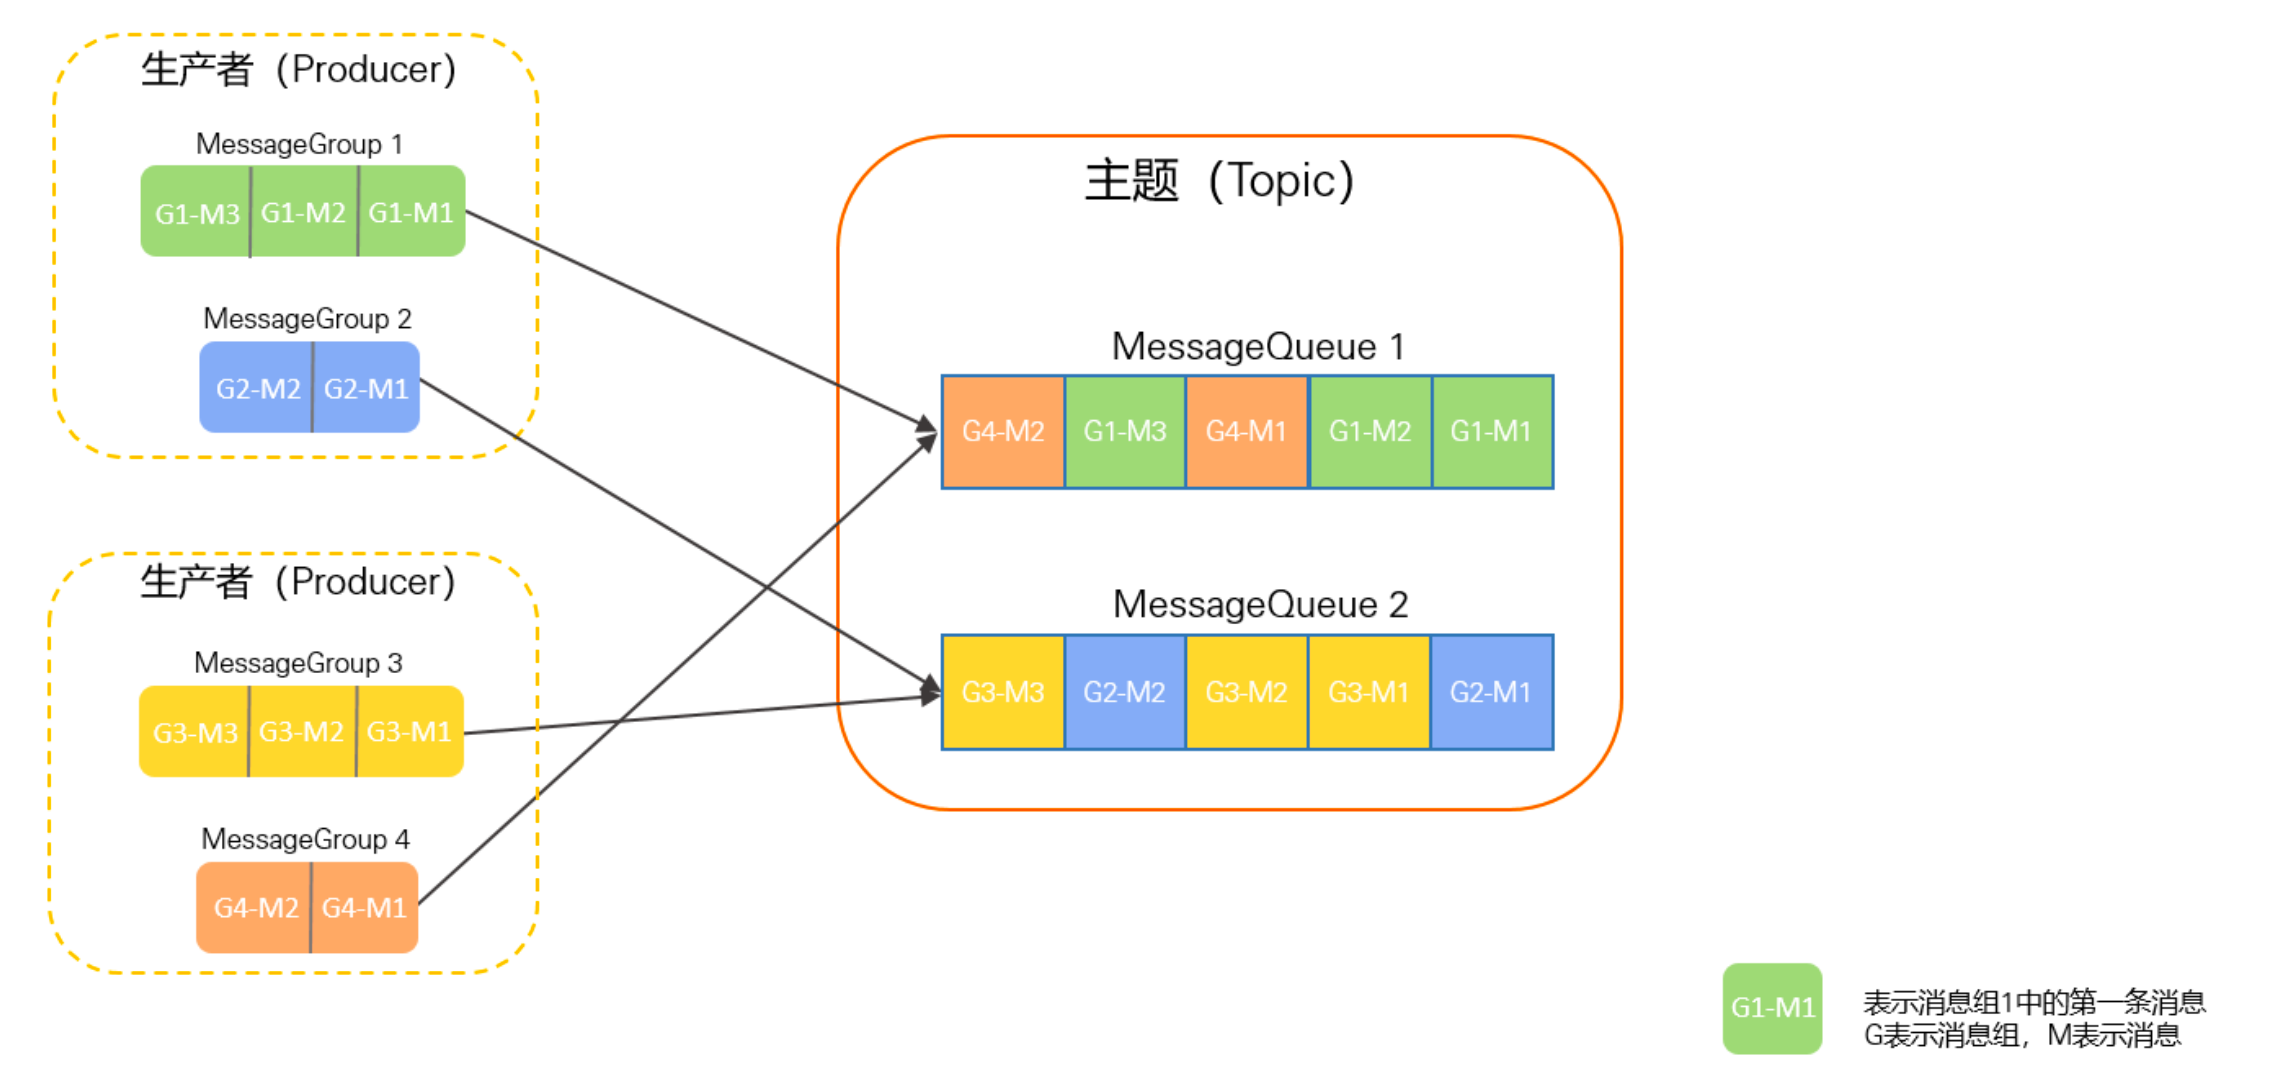 生产者（Producer）
MessageGroup 1
G1-M3 G1-M2 G1-M1
MessageGroup 2
G2-M2 G2-M1
生产者（Producer）
MessageGroup 3
G3-M3 G3-M2 G3-M1
MessageGroup 4
G4-M2 G4-M1
主题（Topic）
MessageQueue 1
G4-M2 G1-M3 G4-M1 G1-M2 G1-M1
MessageQueue 2
G3-M3 G2-M2 G3-M2 G3-M1 G2-M1
G1-M1
表示消息组1中的第一条消息
G表示消息组，M表示消息